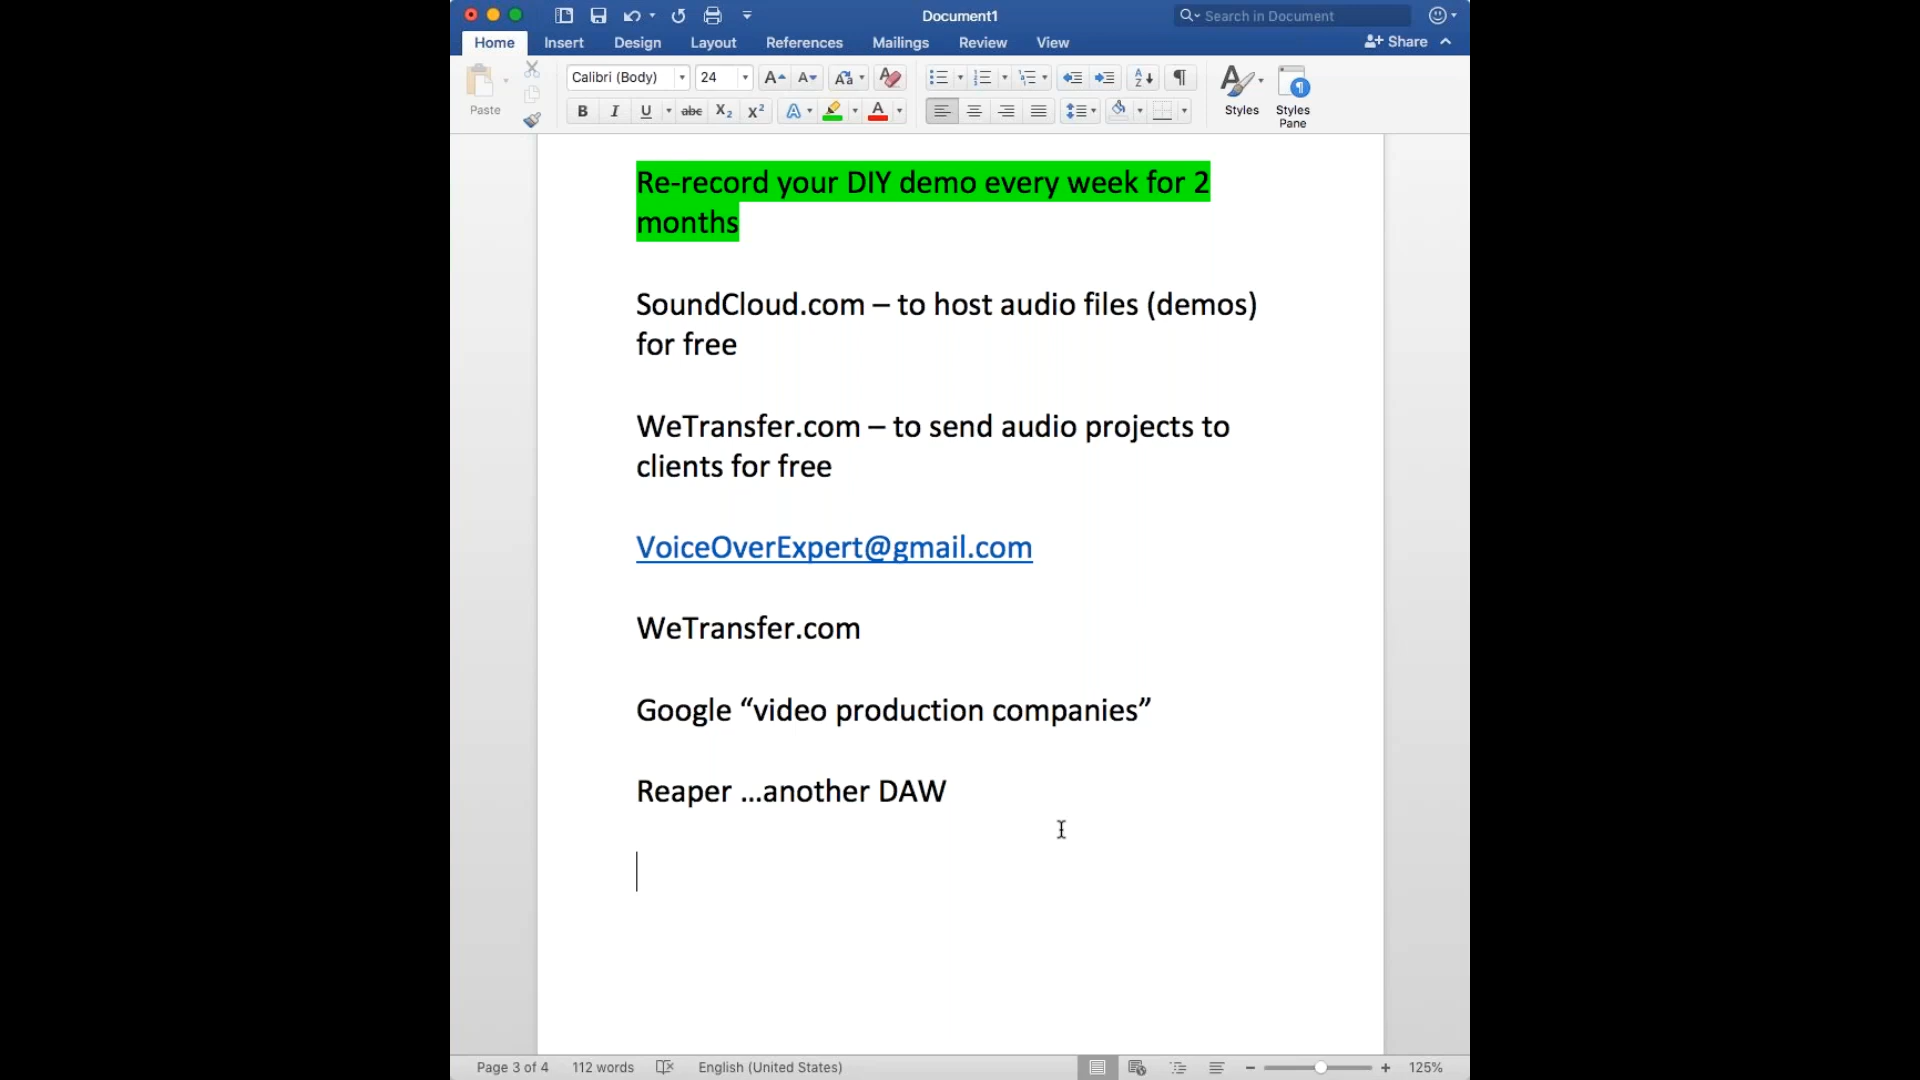 Document1
Search in Document
Home Insert Design Layout References Mailings Review View Share
Paste Calibri (Body) 24 Styles Styles Pane
Re-record your DIY demo every week for 2
months
SoundCloud.com – to host audio files (demos)
for free
WeTransfer.com – to send audio projects to
clients for free
VoiceOverExpert@gmail.com
WeTransfer.com
Google “video production companies”
Reaper …another DAW
Page 3 of 4 112 words English (United States) 125%